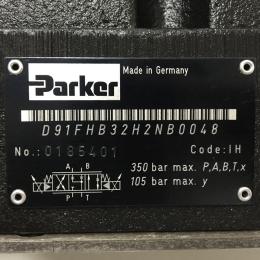 Made in Germany
Parker
D91FHB32H2NB0048
No.: 0185401 Code: IH
A B
P T
350 bar max. P,A,B,T,x
105 bar max. y